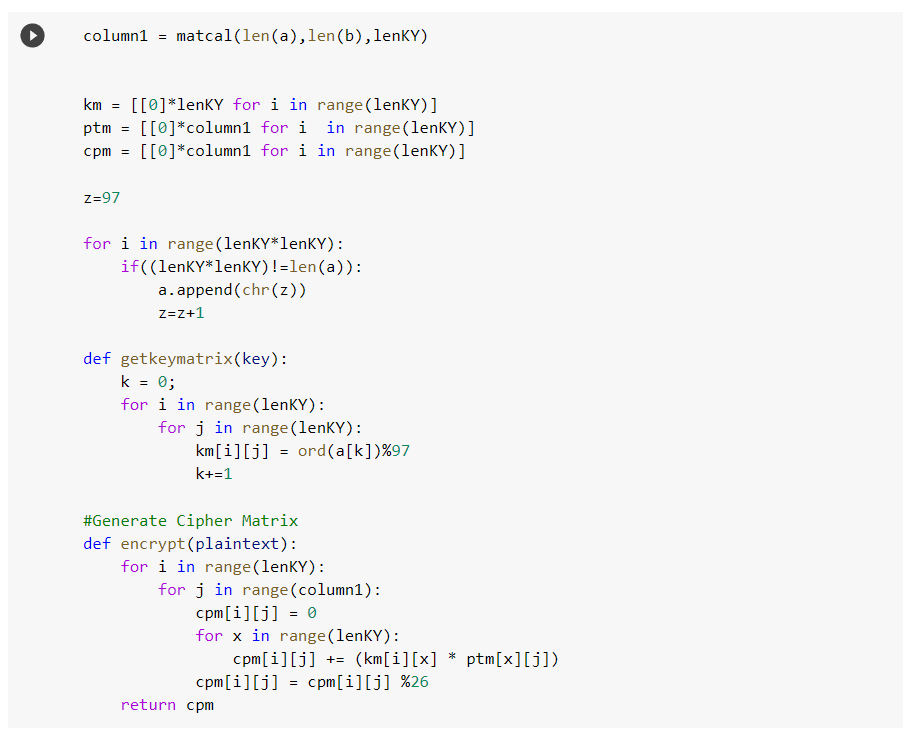 column1 = matcal(len(a),len(b),lenKY)
km = [[0]*lenKY for i in range(lenKY)]
ptm = [[0]*column1 for i  in range(lenKY)]
cpm = [[0]*column1 for i in range(lenKY)]
z=97
for i in range(lenKY*lenKY):
    if((lenKY*lenKY)!=len(a)):
        a.append(chr(z))
        z=z+1
def getkeymatrix(key):
    k = 0;
    for i in range(lenKY):
        for j in range(lenKY):
            km[i][j] = ord(a[k])%97
            k+=1
#Generate Cipher Matrix
def encrypt(plaintext):
    for i in range(lenKY):
        for j in range(column1):
            cpm[i][j] = 0
            for x in range(lenKY):
                cpm[i][j] += (km[i][x] * ptm[x][j])
            cpm[i][j] = cpm[i][j] %26
    return cpm